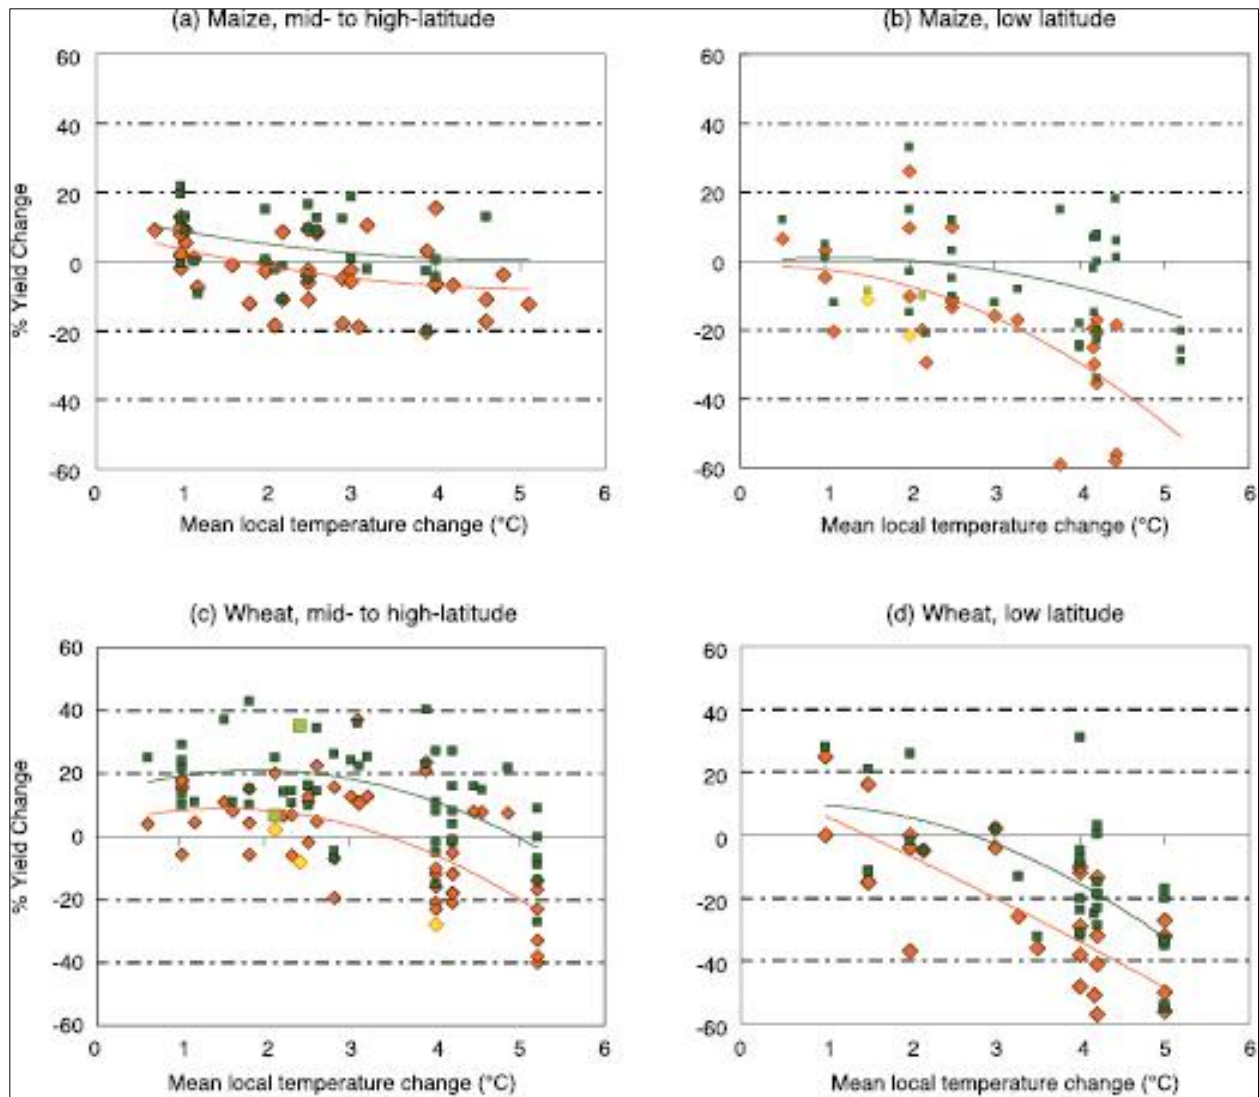 (a) Maize, mid- to high-latitude
60
40
20
0
-20
-40
-60
% Yield Change
0 1 2 3 4 5 6
Mean local temperature change (°C)
(b) Maize, low latitude
60
40
20
0
-20
-40
-60
0 1 2 3 4 5 6
Mean local temperature change (°C)
(c) Wheat, mid- to high-latitude
60
40
20
0
-20
-40
-60
% Yield Change
0 1 2 3 4 5 6
Mean local temperature change (°C)
(d) Wheat, low latitude
60
40
20
0
-20
-40
-60
0 1 2 3 4 5 6
Mean local temperature change (°C)